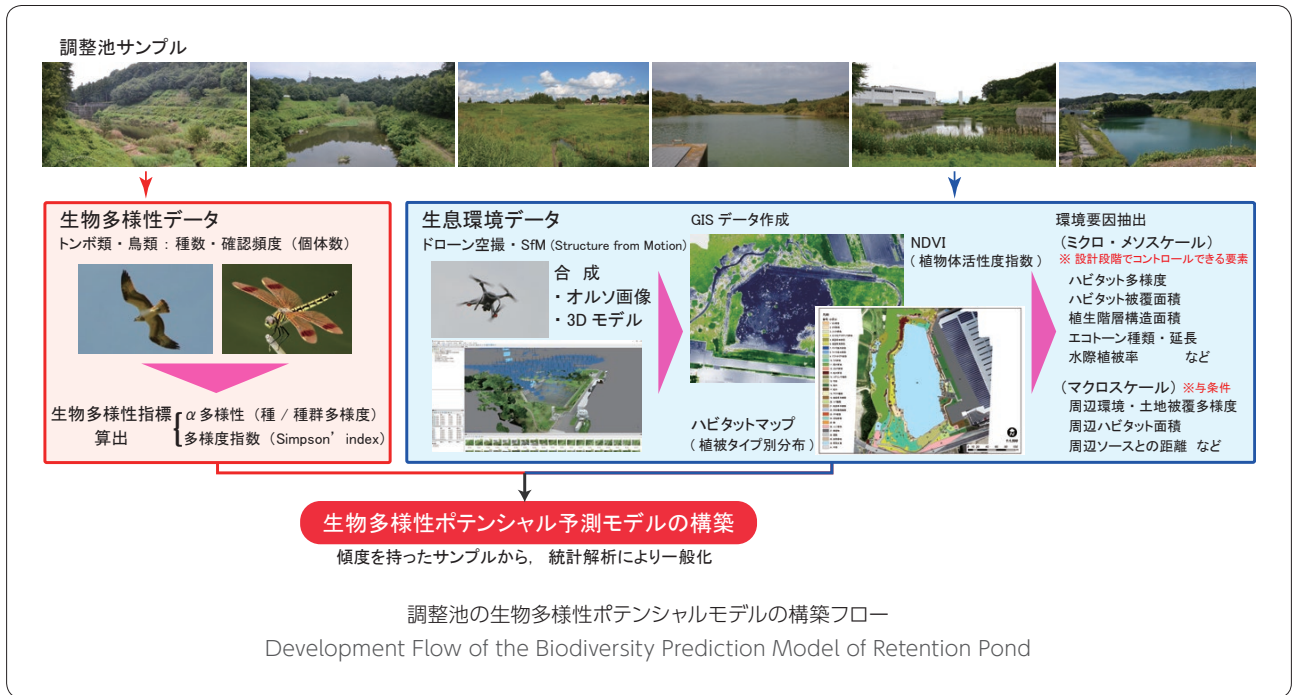 調整池サンプル
生物多様性データ
トンボ類・鳥類：種数・確認頻度（個体数）
生物多様性指標
算出
α多様性（種 / 種群多様度）
多様度指数（Simpson’ index）
生息環境データ
ドローン空撮・SfM (Structure from Motion)
合 成
・オルソ画像
・3D モデル
GIS データ作成
NDVI
（植物体活性度指数）
ハビタットマップ
（植被タイプ別分布）
環境要因抽出
（ミクロ・メソスケール）
※ 設計段階でコントロールできる要素
ハビタット多様度
ハビタット被覆面積
植生階層構造面積
エコトーン種類・延長
水際植被率 など
（マクロスケール）※与条件
周辺環境・土地被覆多様度
周辺ハビタット面積
周辺ソースとの距離 など
生物多様性ポテンシャル予測モデルの構築
傾度を持ったサンプルから， 統計解析により一般化
調整池の生物多様性ポテンシャルモデルの構築フロー
Development Flow of the Biodiversity Prediction Model of Retention Pond